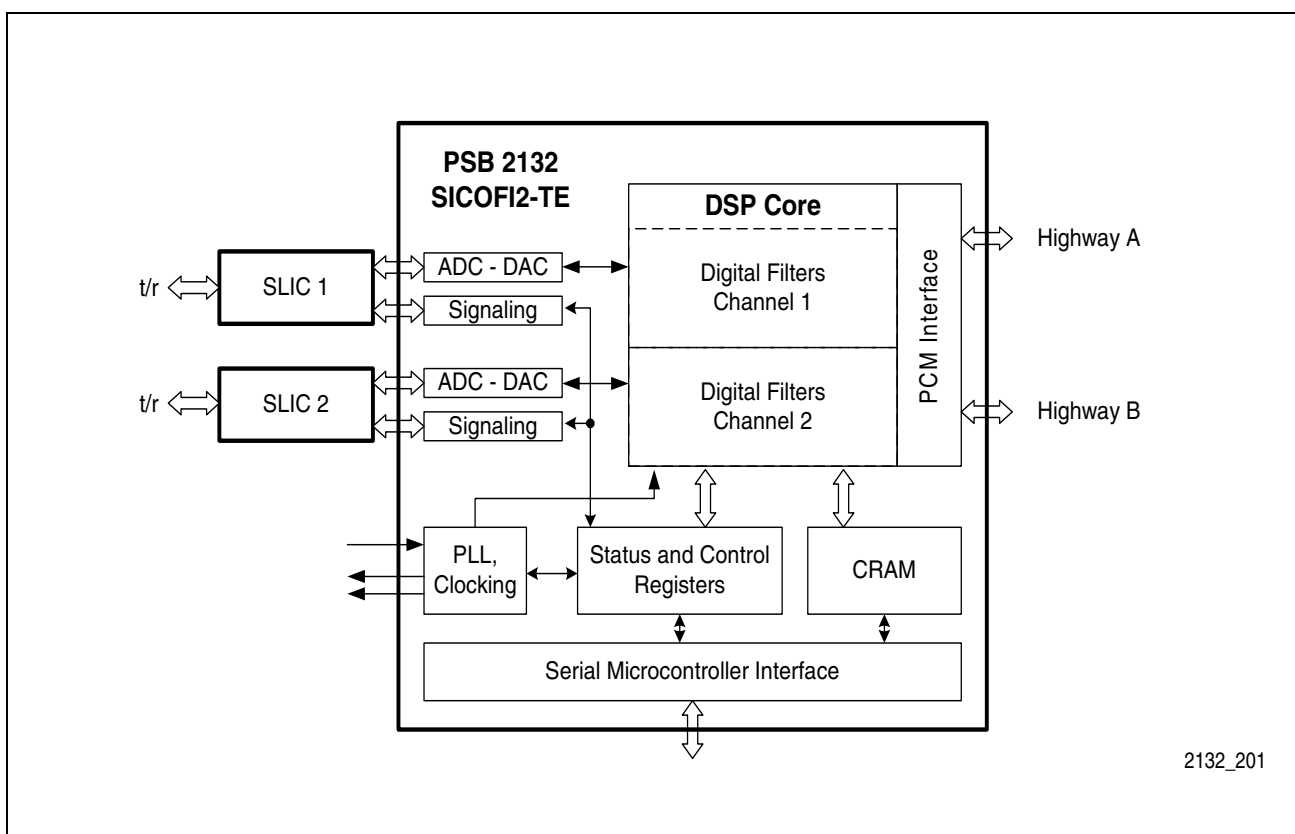 PSB 2132
SICOFI2-TE
DSP Core
Digital Filters
Channel 1
Digital Filters
Channel 2
PCM Interface
Highway A
Highway B
t/r
SLIC 1
ADC - DAC
Signaling
t/r
SLIC 2
ADC - DAC
Signaling
PLL,
Clocking
Status and Control
Registers
CRAM
Serial Microcontroller Interface
2132_201